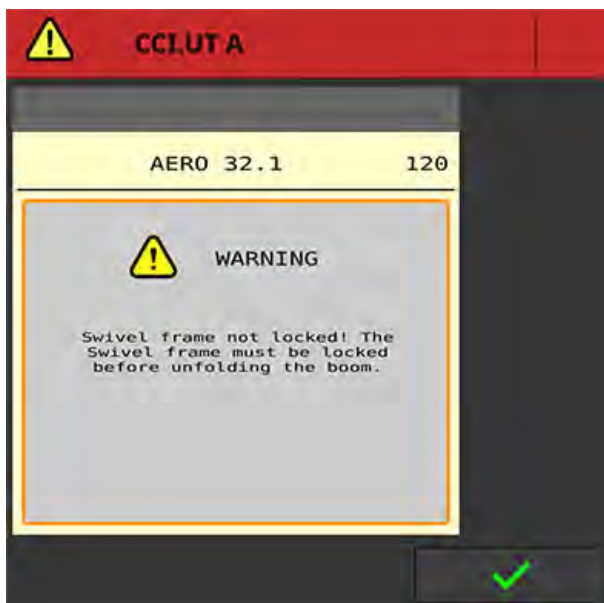 CCI.UT A
AERO 32.1 120
WARNING
Swivel frame not locked! The
Swivel frame must be locked
before unfolding the boom.